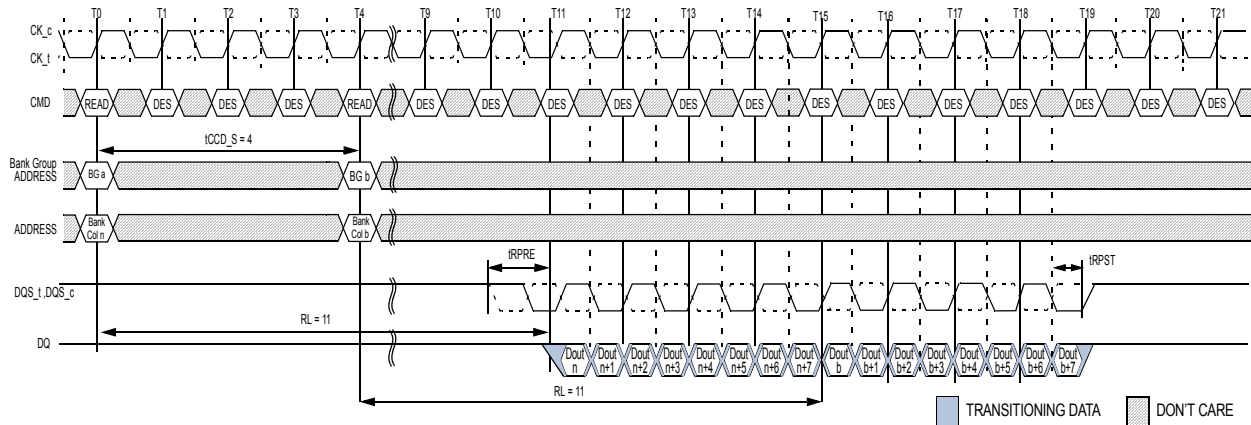 T0 T1 T2 T3 T4 T9 T10 T11 T12 T13 T14 T15 T16 T17 T18 T19 T20 T21
CK_c
CK_t
CMD
READ DES DES DES READ DES DES DES DES DES DES DES DES DES DES DES DES DES
tCCD_S = 4
Bank Group
ADDRESS
BG a
BG b
ADDRESS
Bank
Col n
Bank
Col b
tRPRE
tRPST
DQS_t ,DQS_c
RL = 11
DQ
Dout Dout Dout Dout Dout Dout Dout Dout Dout Dout Dout Dout Dout Dout Dout Dout
n n+1 n+2 n+3 n+4 n+5 n+6 n+7 b b+1 b+2 b+3 b+4 b+5 b+6 b+7
RL = 11
TRANSITIONING DATA
DON'T CARE